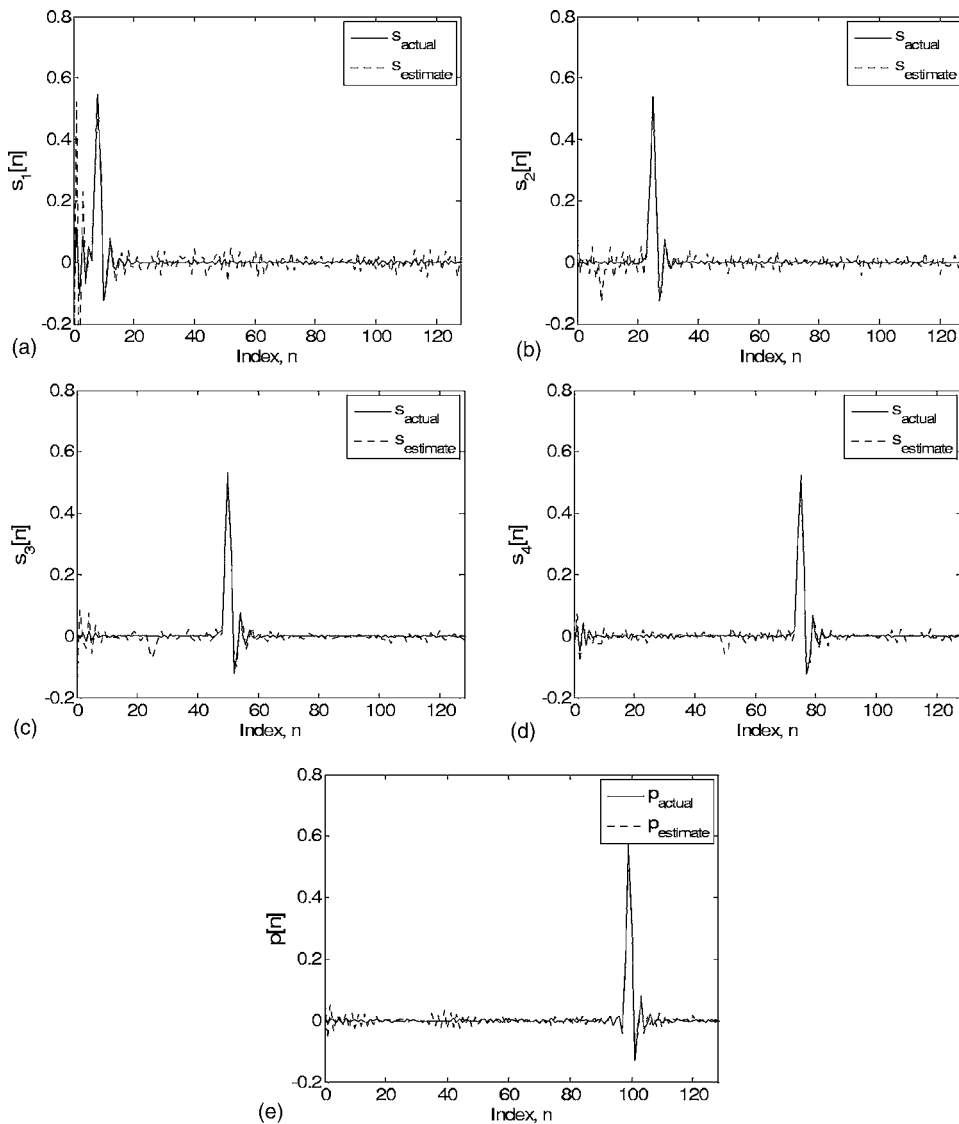 0.8
0.6
0.4
0.2
0
-0.2
s1[n]
s_actual
s_estimate
0 20 40 60 80 100 120
Index, n
(a)
0.8
0.6
0.4
0.2
0
-0.2
s2[n]
s_actual
s_estimate
0 20 40 60 80 100 120
Index, n
(b)
0.8
0.6
0.4
0.2
0
-0.2
s3[n]
s_actual
s_estimate
0 20 40 60 80 100 120
Index, n
(c)
0.8
0.6
0.4
0.2
0
-0.2
s4[n]
s_actual
s_estimate
0 20 40 60 80 100 120
Index, n
(d)
0.8
0.6
0.4
0.2
0
-0.2
p[n]
p_actual
p_estimate
0 20 40 60 80 100 120
Index, n
(e)